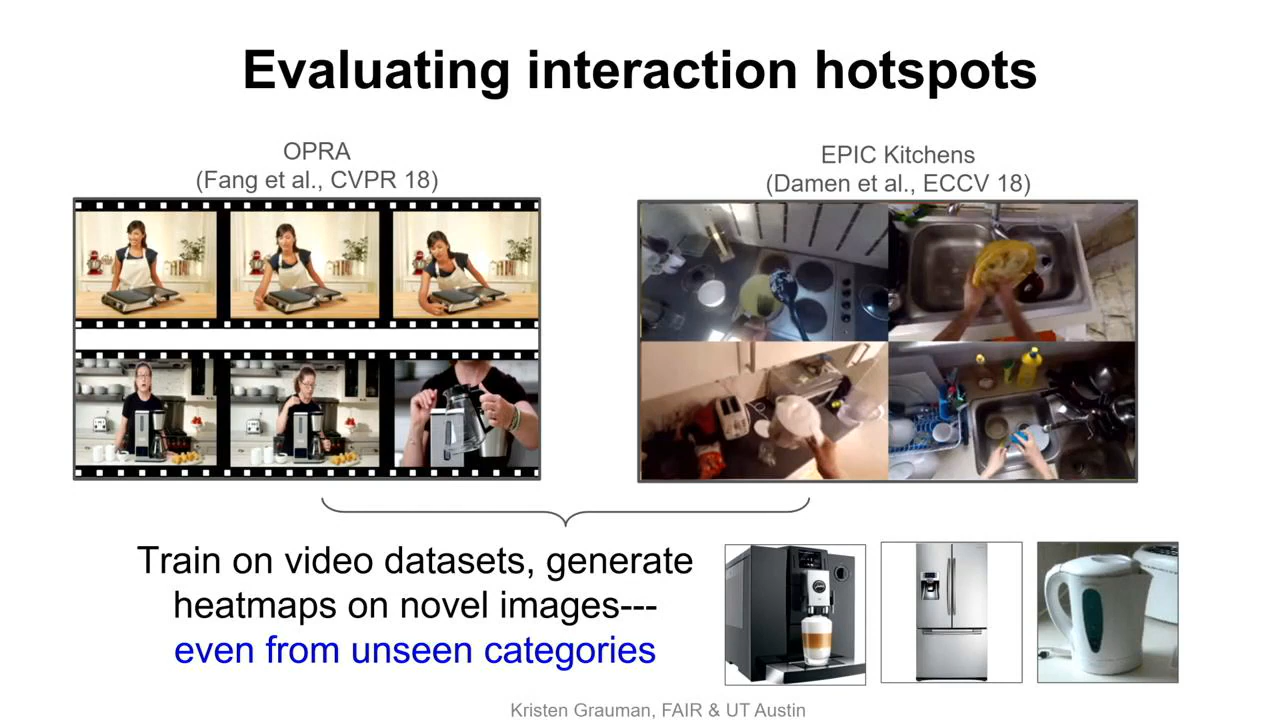 Evaluating interaction hotspots
OPRA
(Fang et al., CVPR 18)
EPIC Kitchens
(Damen et al., ECCV 18)
Train on video datasets, generate
heatmaps on novel images---
even from unseen categories
Kristen Grauman, FAIR & UT Austin